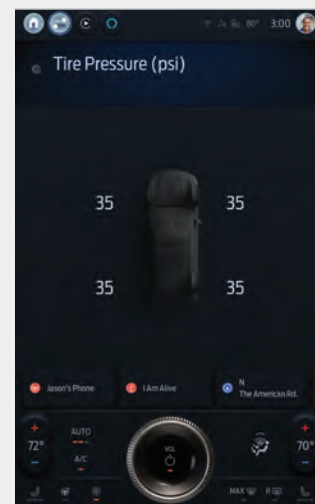 80° 3:00
Tire Pressure (psi)
35 35
35 35
Jason's Phone I Am Alive N
The American Rd.
AUTO VOL
72° 70°
A/C
MAX R